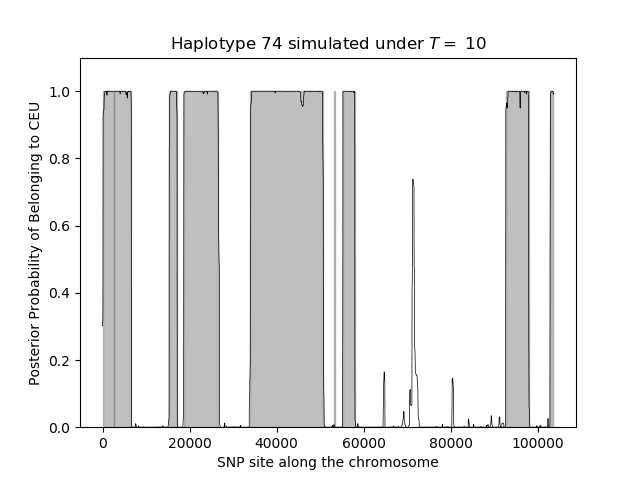 Haplotype 74 simulated under T = 10
Posterior Probability of Belonging to CEU
1.0
0.8
0.6
0.4
0.2
0.0
0 20000 40000 60000 80000 100000
SNP site along the chromosome